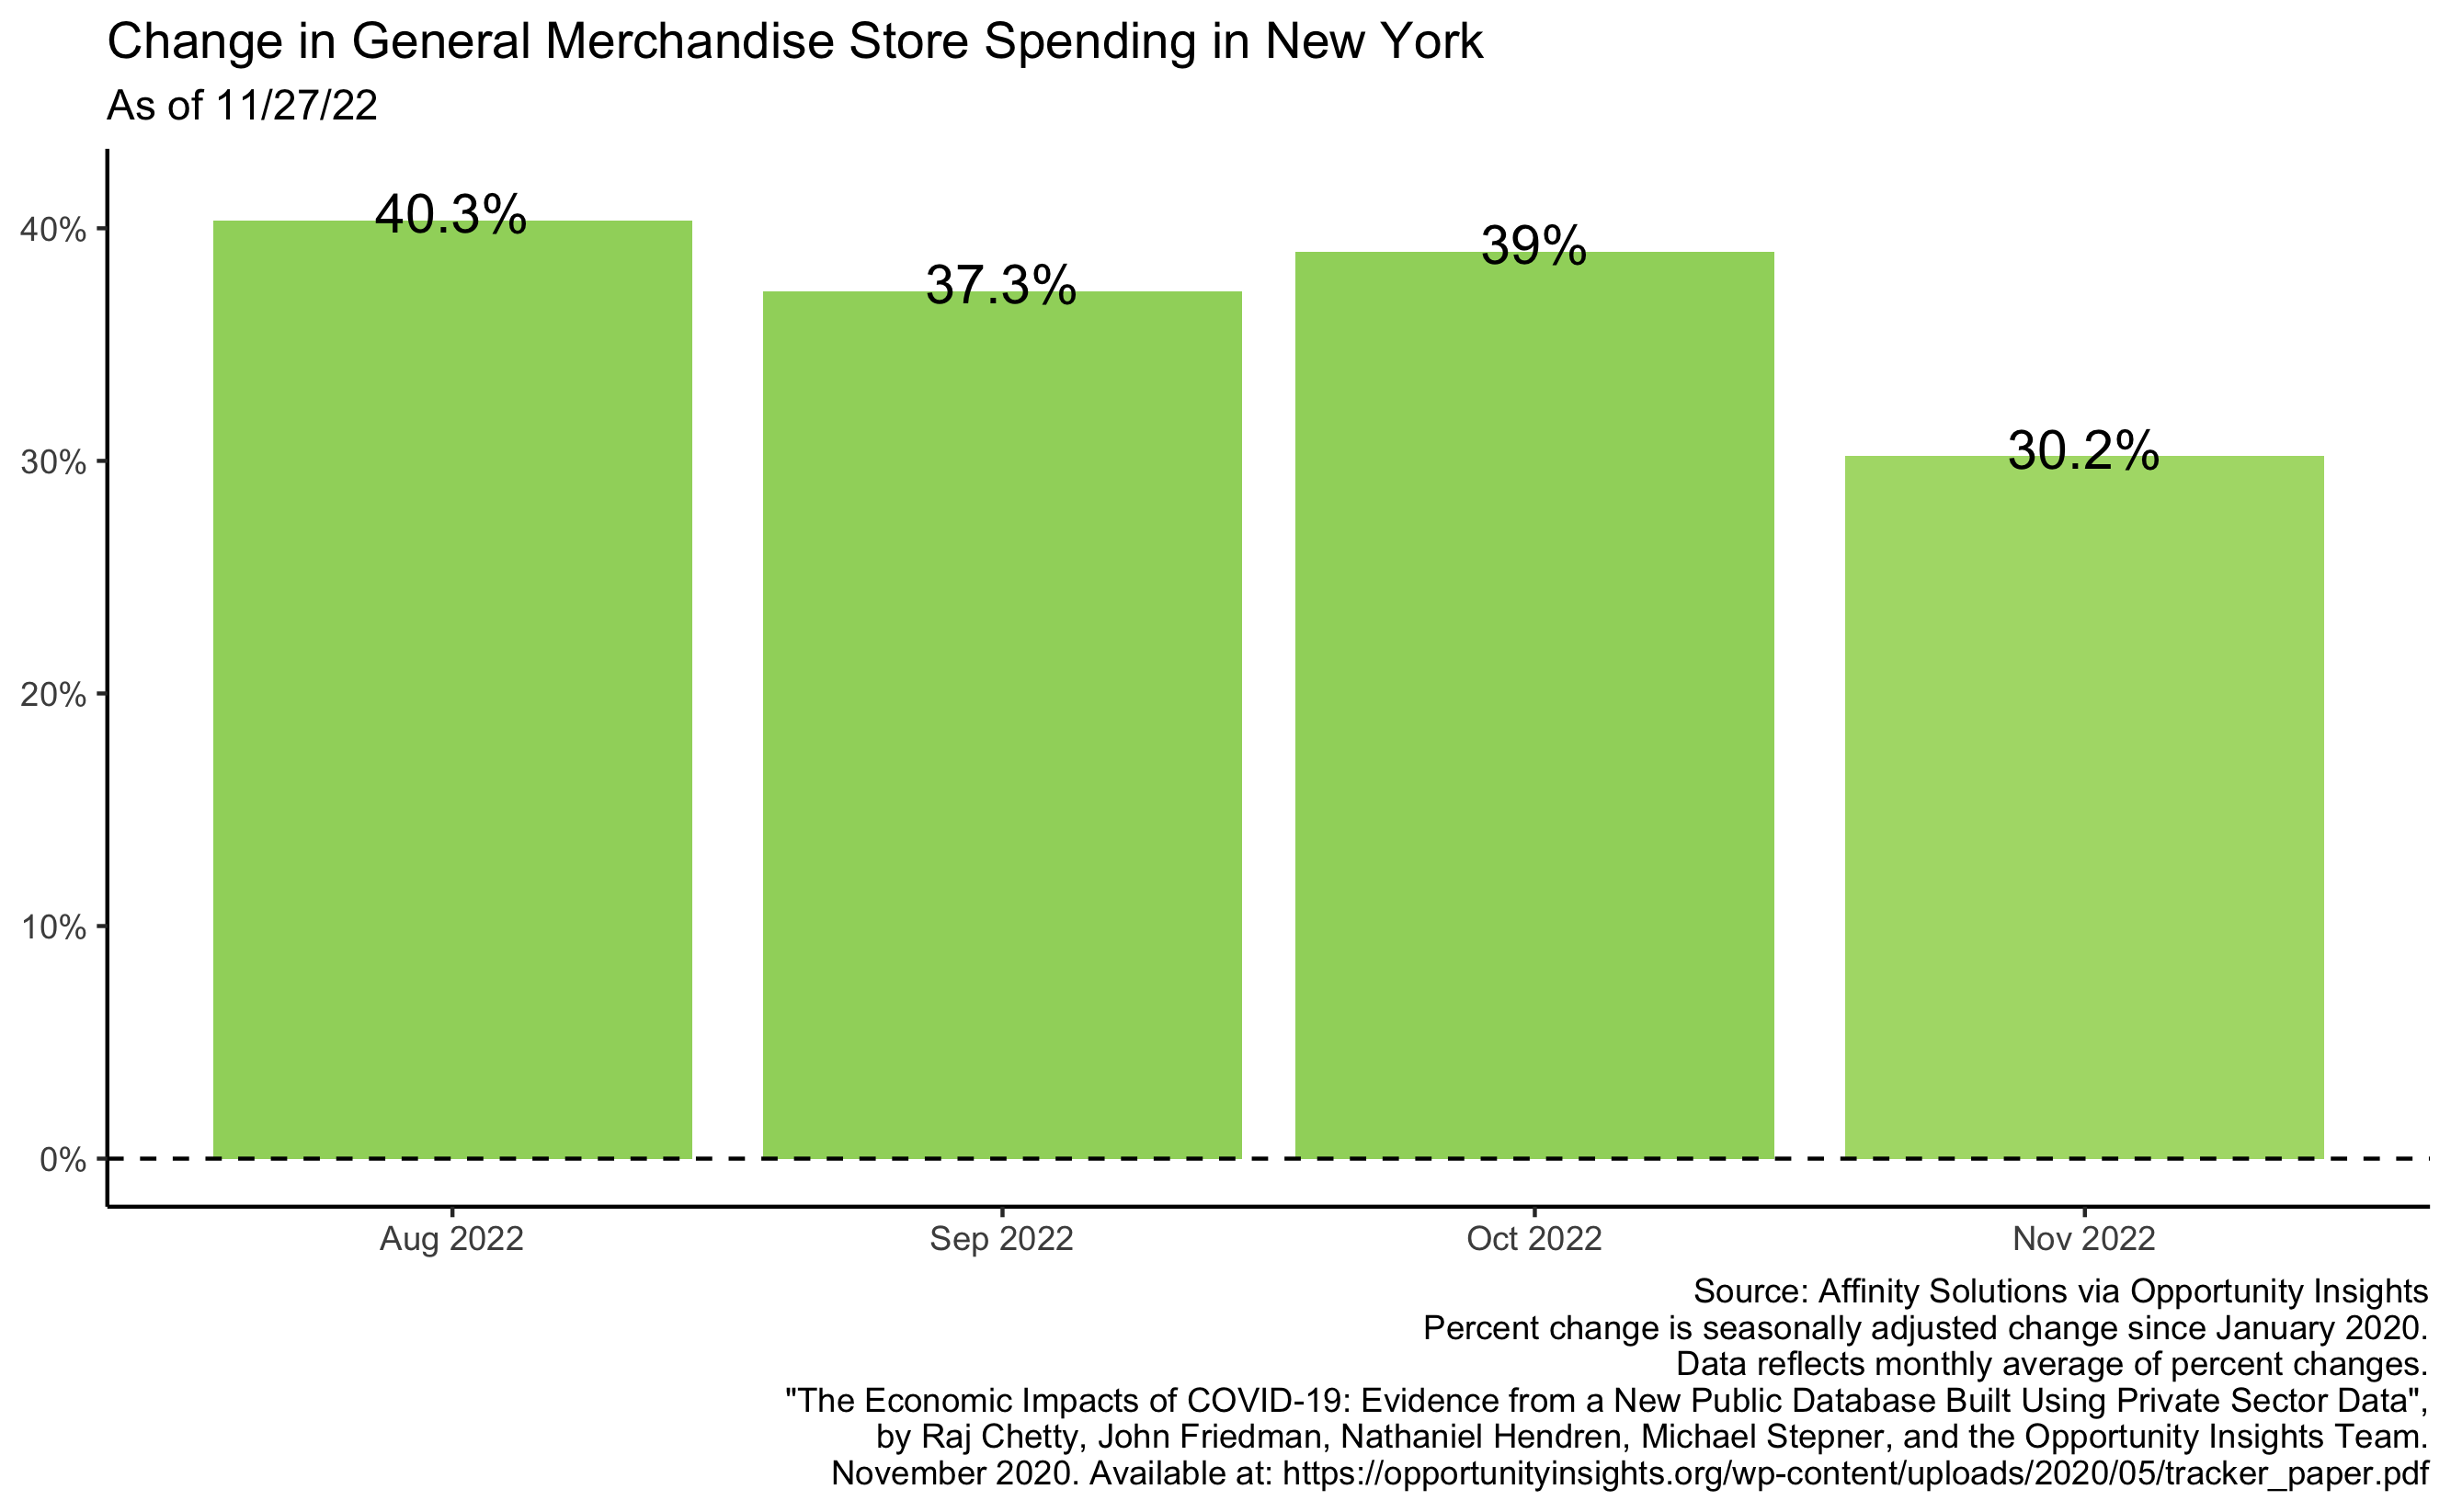 Change in General Merchandise Store Spending in New York
As of 11/27/22
40.3%
37.3%
39%
30.2%
40%
30%
20%
10%
0%
Aug 2022
Sep 2022
Oct 2022
Nov 2022
Source: Affinity Solutions via Opportunity Insights
Percent change is seasonally adjusted change since January 2020.
Data reflects monthly average of percent changes.
"The Economic Impacts of COVID-19: Evidence from a New Public Database Built Using Private Sector Data",
by Raj Chetty, John Friedman, Nathaniel Hendren, Michael Stepner, and the Opportunity Insights Team.
November 2020. Available at: https://opportunityinsights.org/wp-content/uploads/2020/05/tracker_paper.pdf